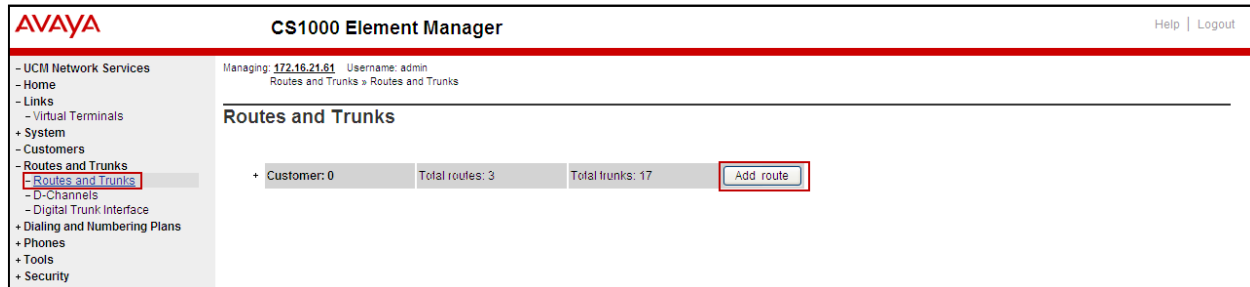 AVAYA
CS1000 Element Manager
Help | Logout
- UCM Network Services
- Home
- Links
- Virtual Terminals
+ System
- Customers
- Routes and Trunks
- Routes and Trunks
- D-Channels
- Digital Trunk Interface
+ Dialing and Numbering Plans
+ Phones
+ Tools
+ Security
Managing: 172.16.21.61 Username: admin
Routes and Trunks » Routes and Trunks
Routes and Trunks
+ Customer: 0 Total routes: 3 Total trunks: 17 Add route